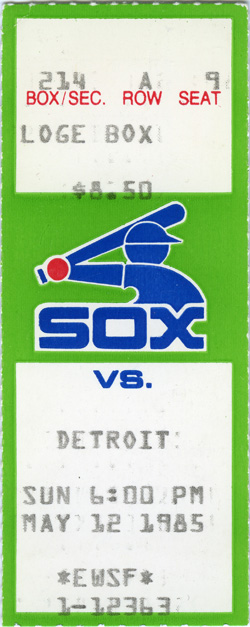 214 A 9
BOX/SEC. ROW SEAT
LOGE BOX
$8.50
SOX
VS.
DETROIT
SUN 6:00 PM
MAY 12 1985
*EWSF*
1-12363